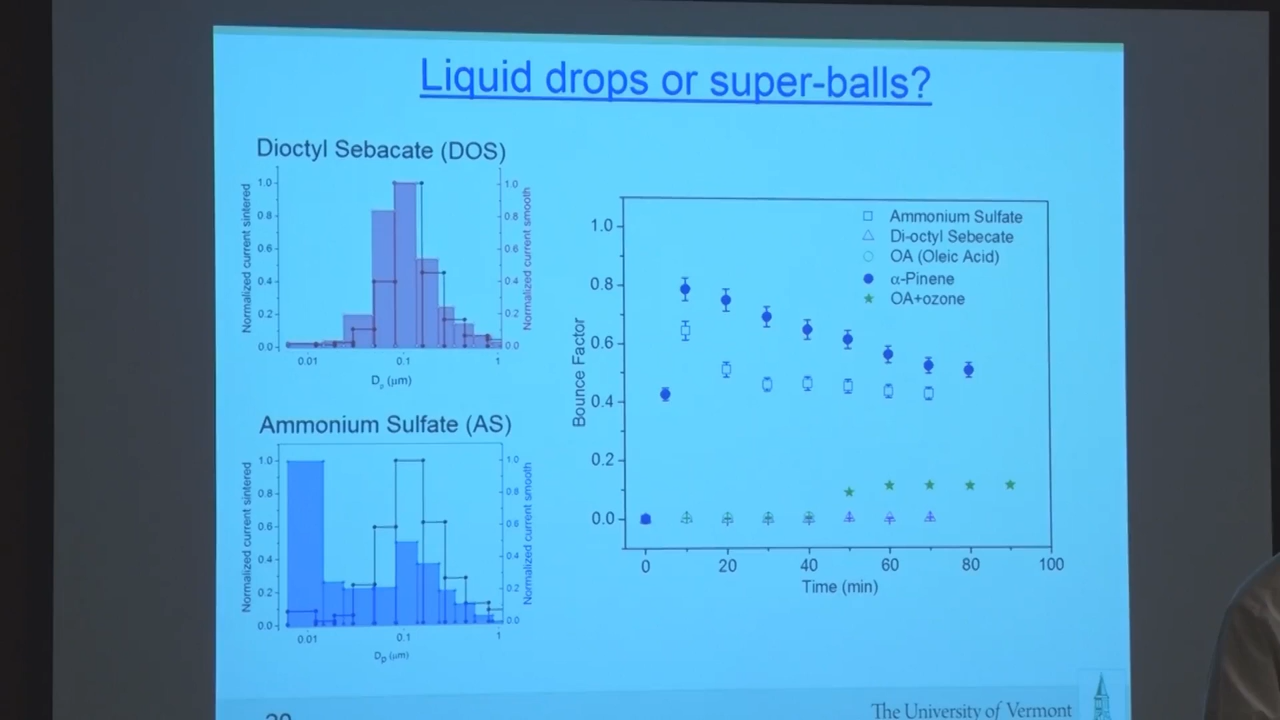 Liquid drops or super-balls?
Dioctyl Sebacate (DOS)
Normalized current sintered
1.0
0.8
0.6
0.4
0.2
0.0
1.0
0.8
0.6
0.4
0.2
0.0
Normalized current smooth
0.01
0.1
1
Dₚ (μm)
Ammonium Sulfate (AS)
Normalized current sintered
1.0
0.8
0.6
0.4
0.2
0.0
1.0
0.8
0.6
0.4
0.2
0.0
Normalized current smooth
0.01
0.1
1
Dₚ (μm)
Bounce Factor
1.0
0.8
0.6
0.4
0.2
0.0
Ammonium Sulfate
Di-octyl Sebecate
OA (Oleic Acid)
α-Pinene
OA+ozone
0
20
40
60
80
100
Time (min)
The University of Vermont